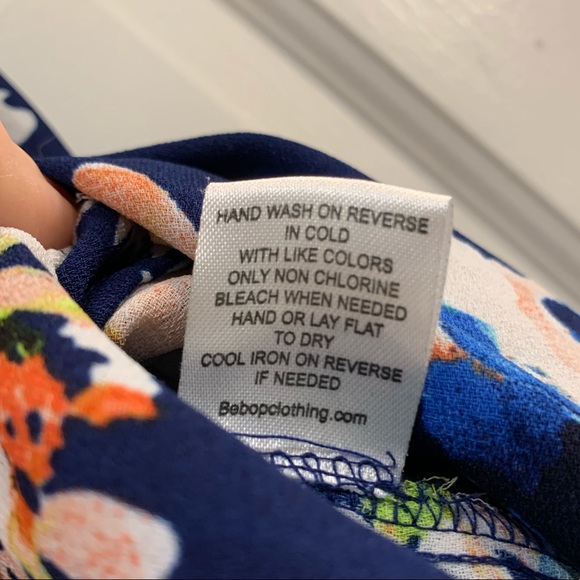 HAND WASH ON REVERSE
IN COLD
WITH LIKE COLORS
ONLY NON CHLORINE
BLEACH WHEN NEEDED
HAND OR LAY FLAT
TO DRY
COOL IRON ON REVERSE
IF NEEDED
Bebopclothing.com